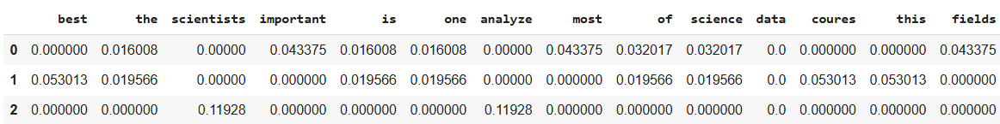 best the scientists important is one analyze most of science data coures this fields
0 0.000000 0.016008 0.00000 0.043375 0.016008 0.016008 0.00000 0.043375 0.032017 0.032017 0.0 0.000000 0.000000 0.043375
1 0.053013 0.019566 0.00000 0.000000 0.019566 0.019566 0.00000 0.000000 0.019566 0.019566 0.0 0.053013 0.053013 0.000000
2 0.000000 0.000000 0.11928 0.000000 0.000000 0.000000 0.11928 0.000000 0.000000 0.000000 0.0 0.000000 0.000000 0.000000